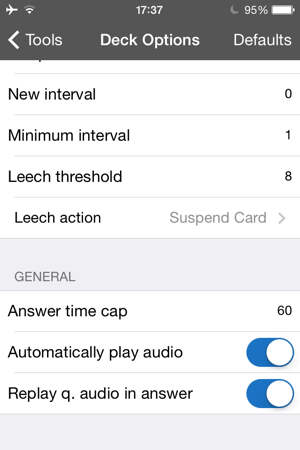 17:37
95%
Tools Deck Options Defaults
New interval 0
Minimum interval 1
Leech threshold 8
Leech action Suspend Card
GENERAL
Answer time cap 60
Automatically play audio
Replay q. audio in answer